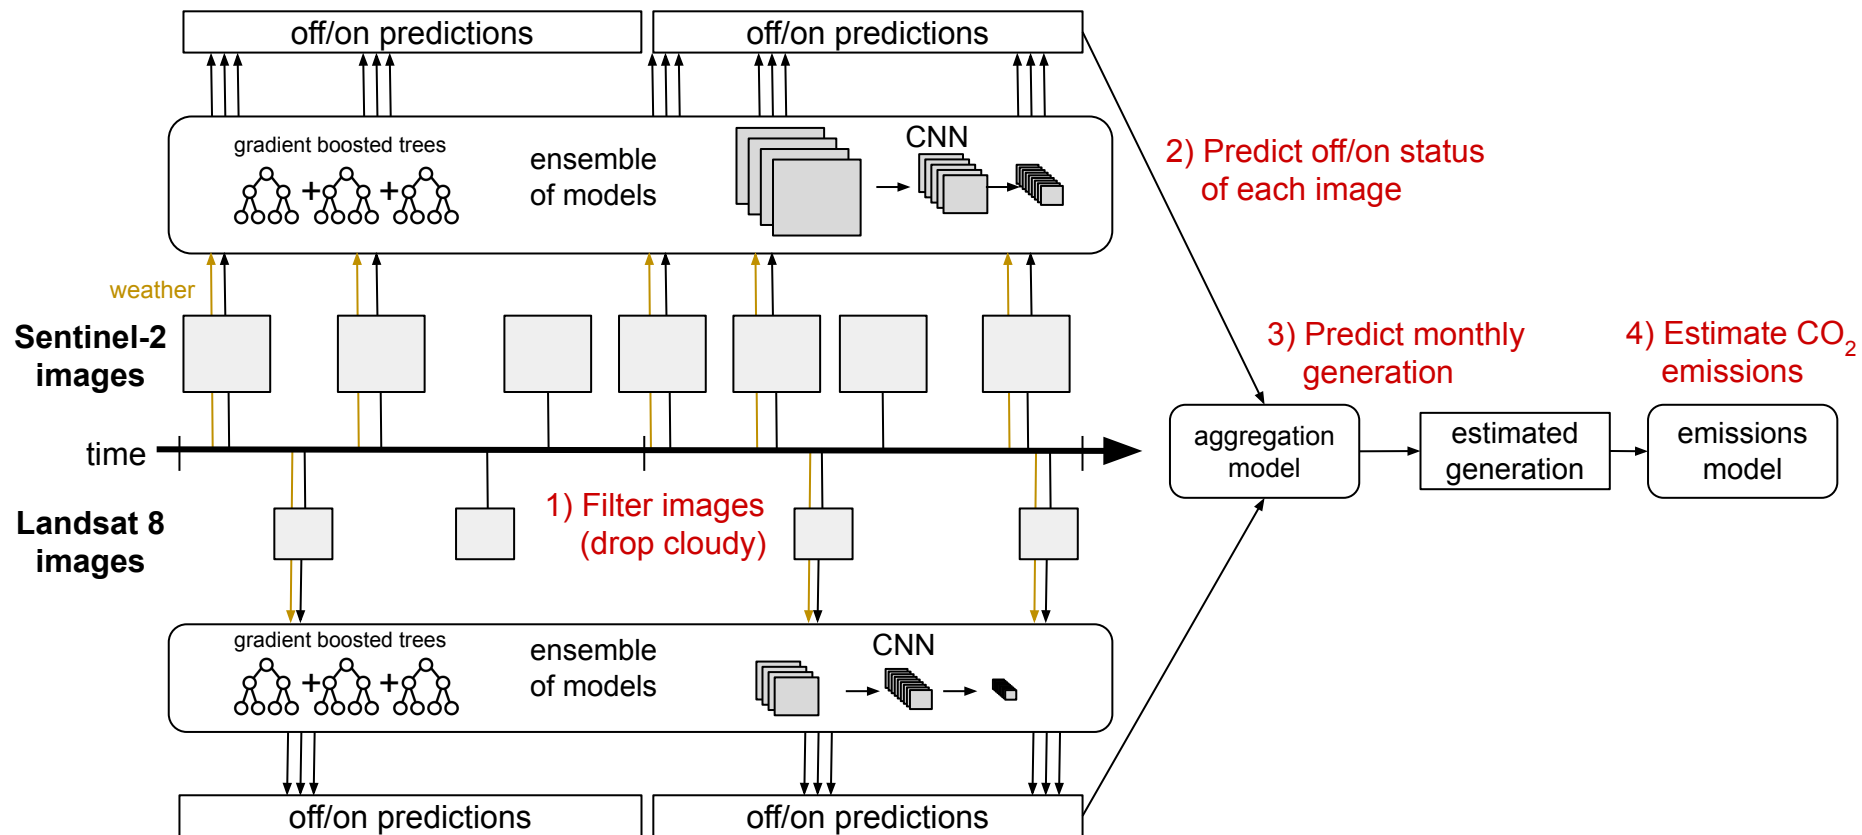 off/on predictions
off/on predictions
gradient boosted trees
+
+
ensemble
of models
CNN
2) Predict off/on status
of each image
weather
Sentinel-2
images
3) Predict monthly
generation
4) Estimate CO₂
emissions
time
aggregation
model
estimated
generation
emissions
model
Landsat 8
images
1) Filter images
(drop cloudy)
gradient boosted trees
+
+
ensemble
of models
CNN
off/on predictions
off/on predictions